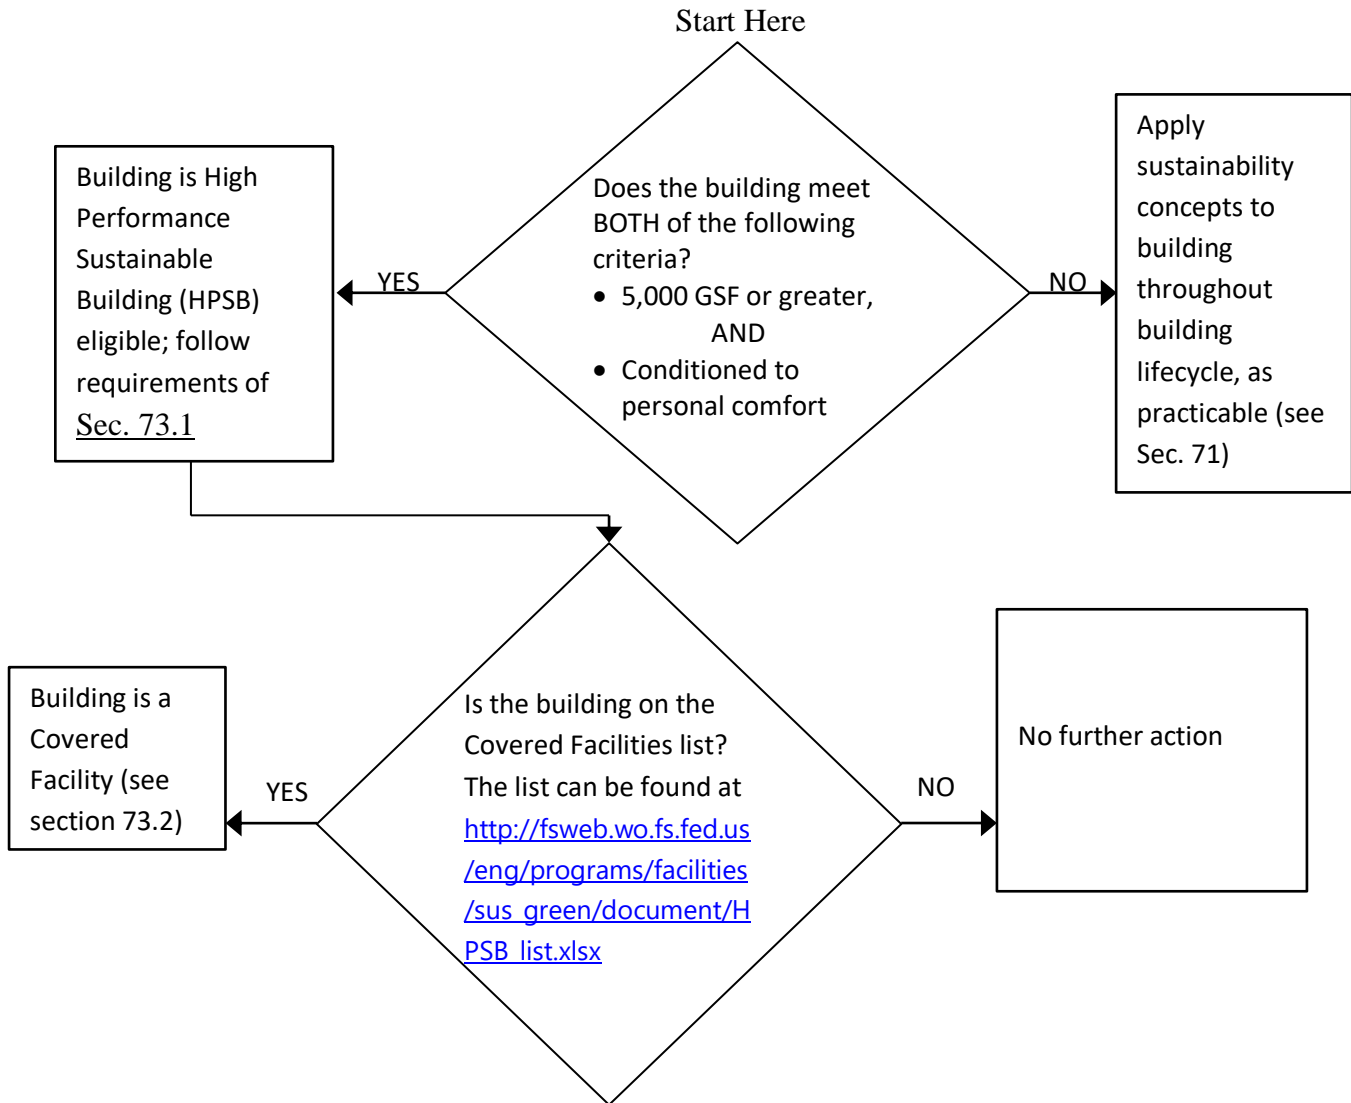 Start Here
Building is High
Performance
Sustainable
Building (HPSB)
eligible; follow
requirements of
Sec. 73.1
YES
Does the building meet
BOTH of the following
criteria?
• 5,000 GSF or greater,
AND
• Conditioned to
personal comfort
NO
Apply
sustainability
concepts to
building
throughout
building
lifecycle, as
practicable (see
Sec. 71)
Building is a
Covered
Facility (see
section 73.2)
YES
Is the building on the
Covered Facilities list?
The list can be found at
http://fsweb.wo.fs.fed.us
/eng/programs/facilities
/sus_green/document/H
PSB_list.xlsx
NO
No further action